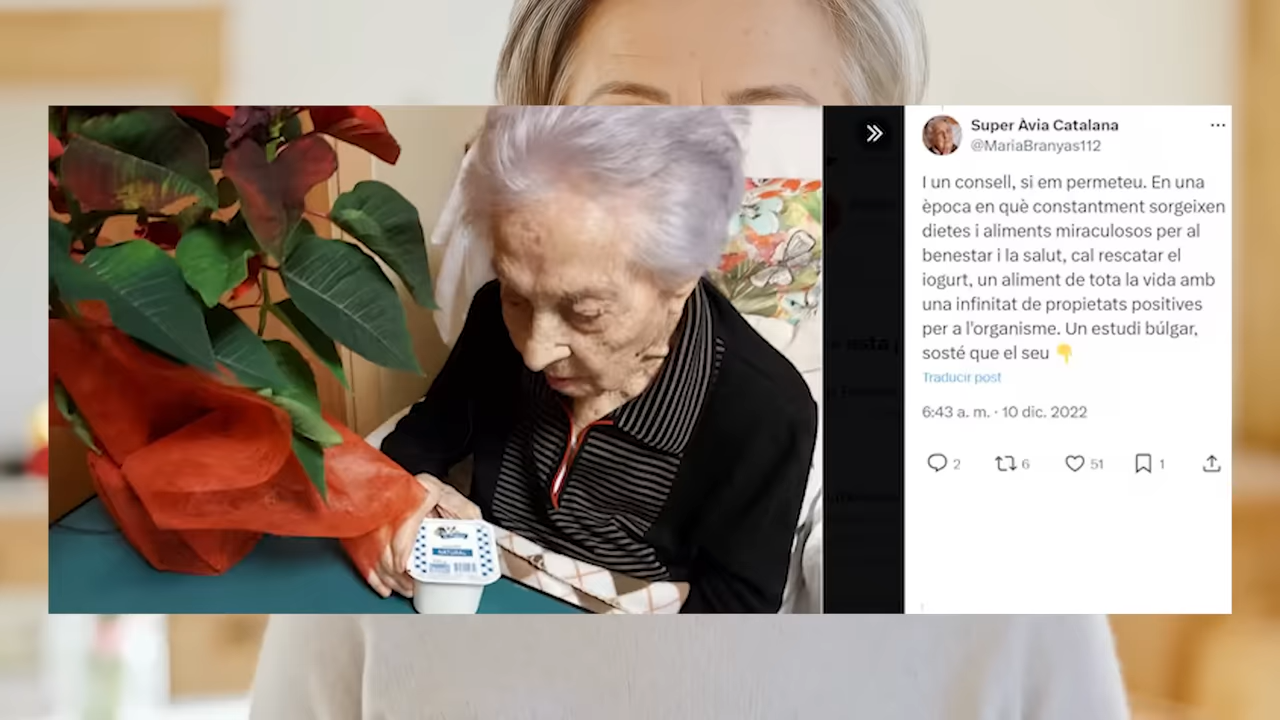 NATURAL
Super Àvia Catalana
@MariaBranyas112
I un consell, si em permeteu. En una
època en què constantment sorgeixen
dietes i aliments miraculosos per al
benestar i la salut, cal rescatar el
iogurt, un aliment de tota la vida amb
una infinitat de propietats positives
per a l'organisme. Un estudi búlgar,
sosté que el seu 👇
Traducir post
6:43 a. m. · 10 dic. 2022
2 6 51 1